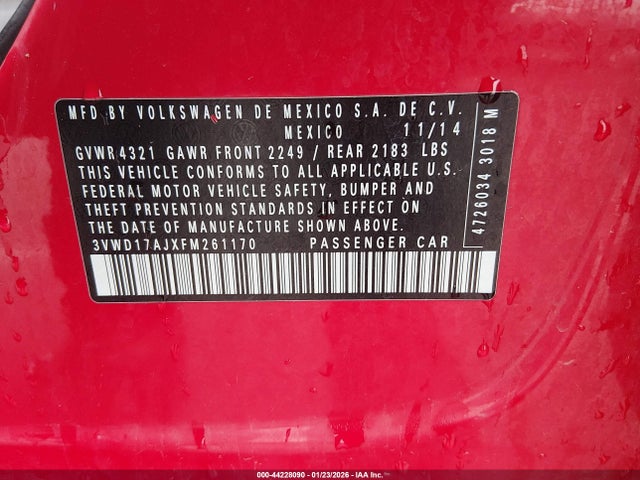 MFD BY VOLKSWAGEN DE MEXICO S.A. DE C.V.
MEXICO 11/14
GVWR 4321 GAWR FRONT 2249 / REAR 2183 LBS
THIS VEHICLE CONFORMS TO ALL APPLICABLE U.S.
FEDERAL MOTOR VEHICLE SAFETY, BUMPER AND
THEFT PREVENTION STANDARDS IN EFFECT ON
THE DATE OF MANUFACTURE SHOWN ABOVE.
3VWD17AJXFM261170 PASSENGER CAR
4726034 3018 M
000-44228090 - 01/23/2026 - IAAI.COM